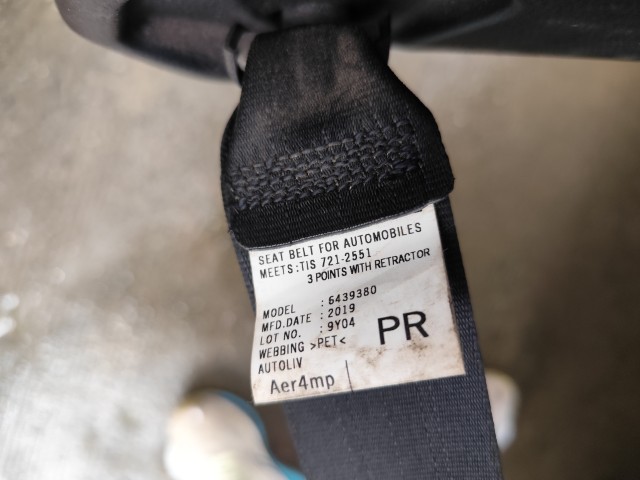 SEAT BELT FOR AUTOMOBILES
MEETS:TIS 721-2551
3 POINTS WITH RETRACTOR
MODEL : 6439380
MFD.DATE : 2019
LOT NO. : 9Y04
WEBBING >PET<
PR
AUTOLIV
Aer4mp